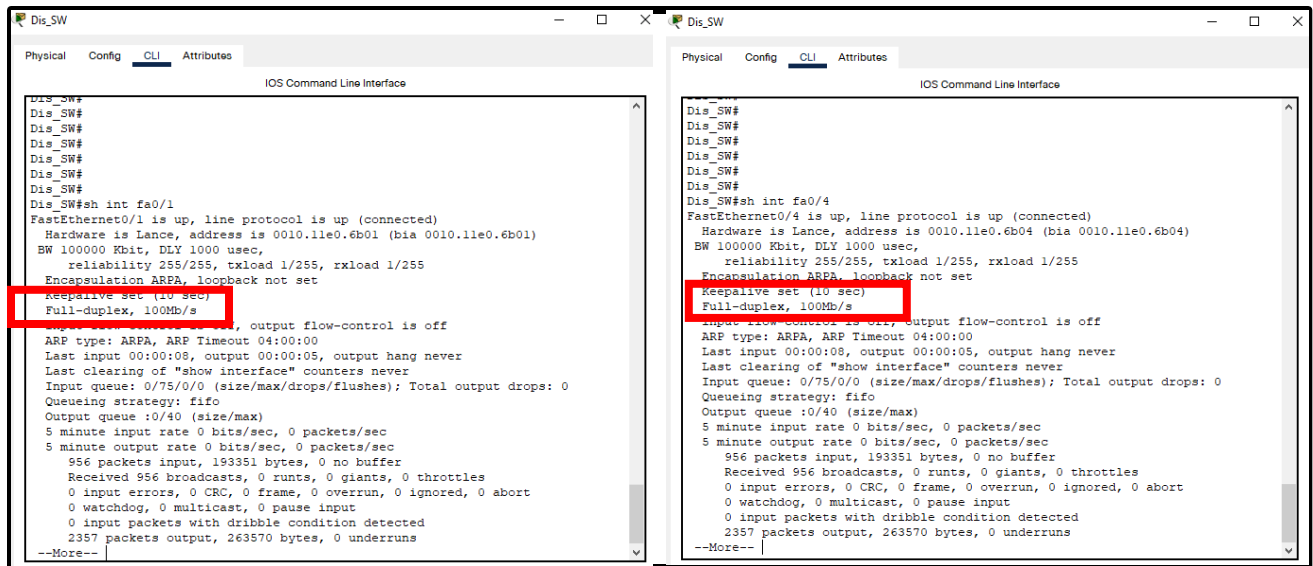 Dis_SW
Physical Config CLI Attributes
IOS Command Line Interface
Dis_SW#
Dis_SW#
Dis_SW#
Dis_SW#
Dis_SW#
Dis_SW#
Dis_SW#
Dis_SW#sh int fa0/1
FastEthernet0/1 is up, line protocol is up (connected)
Hardware is Lance, address is 0010.11e0.6b01 (bia 0010.11e0.6b01)
BW 100000 Kbit, DLY 1000 usec,
reliability 255/255, txload 1/255, rxload 1/255
Encapsulation ARPA, loopback not set
Keepalive set (10 sec)
Full-duplex, 100Mb/s
input flow-control is off, output flow-control is off
ARP type: ARPA, ARP Timeout 04:00:00
Last input 00:00:08, output 00:00:05, output hang never
Last clearing of "show interface" counters never
Input queue: 0/75/0/0 (size/max/drops/flushes); Total output drops: 0
Queueing strategy: fifo
Output queue :0/40 (size/max)
5 minute input rate 0 bits/sec, 0 packets/sec
5 minute output rate 0 bits/sec, 0 packets/sec
956 packets input, 193351 bytes, 0 no buffer
Received 956 broadcasts, 0 runts, 0 giants, 0 throttles
0 input errors, 0 CRC, 0 frame, 0 overrun, 0 ignored, 0 abort
0 watchdog, 0 multicast, 0 pause input
0 input packets with dribble condition detected
2357 packets output, 263570 bytes, 0 underruns
--More--
Dis_SW
Physical Config CLI Attributes
IOS Command Line Interface
Dis_SW#
Dis_SW#
Dis_SW#
Dis_SW#
Dis_SW#
Dis_SW#
Dis_SW#
Dis_SW#sh int fa0/4
FastEthernet0/4 is up, line protocol is up (connected)
Hardware is Lance, address is 0010.11e0.6b04 (bia 0010.11e0.6b04)
BW 100000 Kbit, DLY 1000 usec,
reliability 255/255, txload 1/255, rxload 1/255
Encapsulation ARPA, loopback not set
Keepalive set (10 sec)
Full-duplex, 100Mb/s
input flow-control is off, output flow-control is off
ARP type: ARPA, ARP Timeout 04:00:00
Last input 00:00:08, output 00:00:05, output hang never
Last clearing of "show interface" counters never
Input queue: 0/75/0/0 (size/max/drops/flushes); Total output drops: 0
Queueing strategy: fifo
Output queue :0/40 (size/max)
5 minute input rate 0 bits/sec, 0 packets/sec
5 minute output rate 0 bits/sec, 0 packets/sec
956 packets input, 193351 bytes, 0 no buffer
Received 956 broadcasts, 0 runts, 0 giants, 0 throttles
0 input errors, 0 CRC, 0 frame, 0 overrun, 0 ignored, 0 abort
0 watchdog, 0 multicast, 0 pause input
0 input packets with dribble condition detected
2357 packets output, 263570 bytes, 0 underruns
--More--